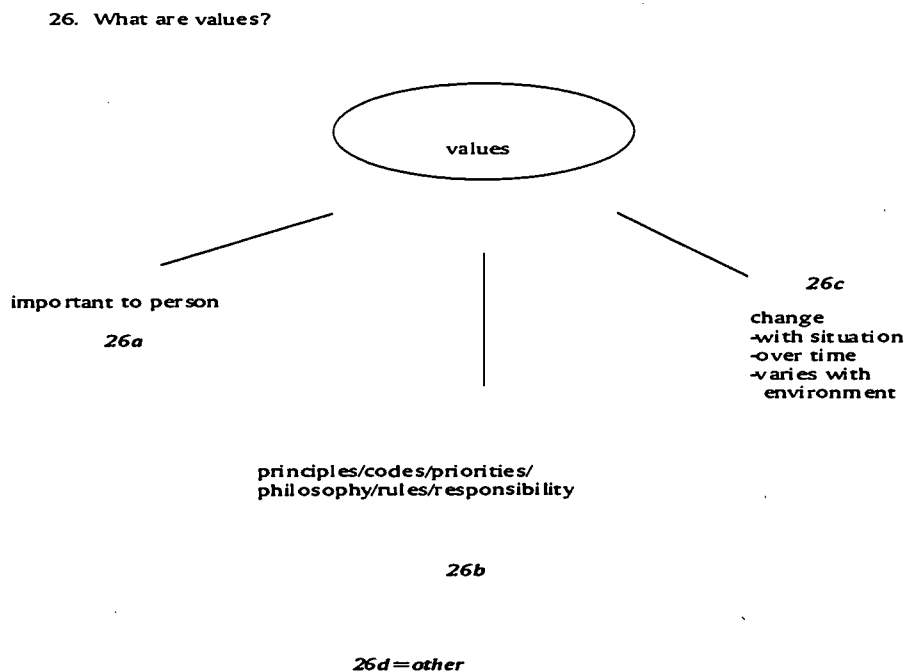 26. What are values?
values
important to person
26a
26c
change
-with situation
-over time
-varies with
environment
principles/codes/priorities/
philosophy/rules/responsibility
26b
26d=other